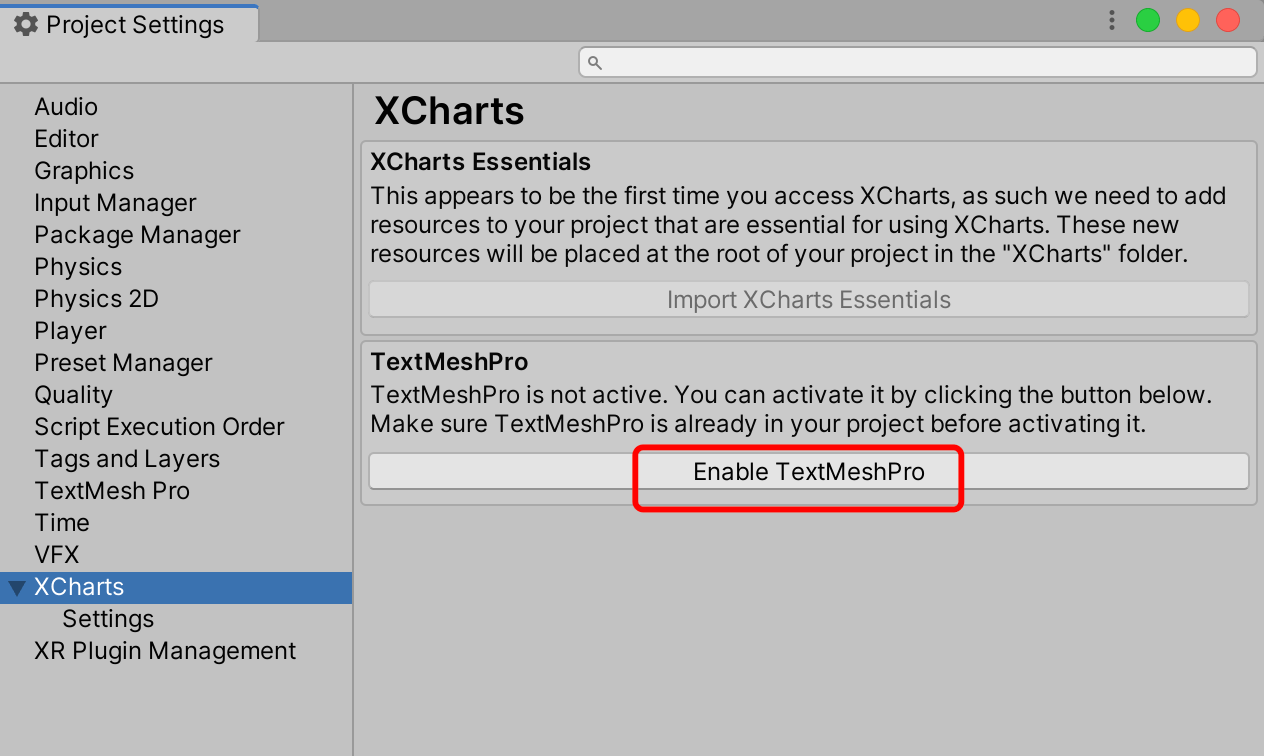 Project Settings
Audio
Editor
Graphics
Input Manager
Package Manager
Physics
Physics 2D
Player
Preset Manager
Quality
Script Execution Order
Tags and Layers
TextMesh Pro
Time
VFX
XCharts
Settings
XR Plugin Management
XCharts
XCharts Essentials
This appears to be the first time you access XCharts, as such we need to add
resources to your project that are essential for using XCharts. These new
resources will be placed at the root of your project in the "XCharts" folder.
Import XCharts Essentials
TextMeshPro
TextMeshPro is not active. You can activate it by clicking the button below.
Make sure TextMeshPro is already in your project before activating it.
Enable TextMeshPro